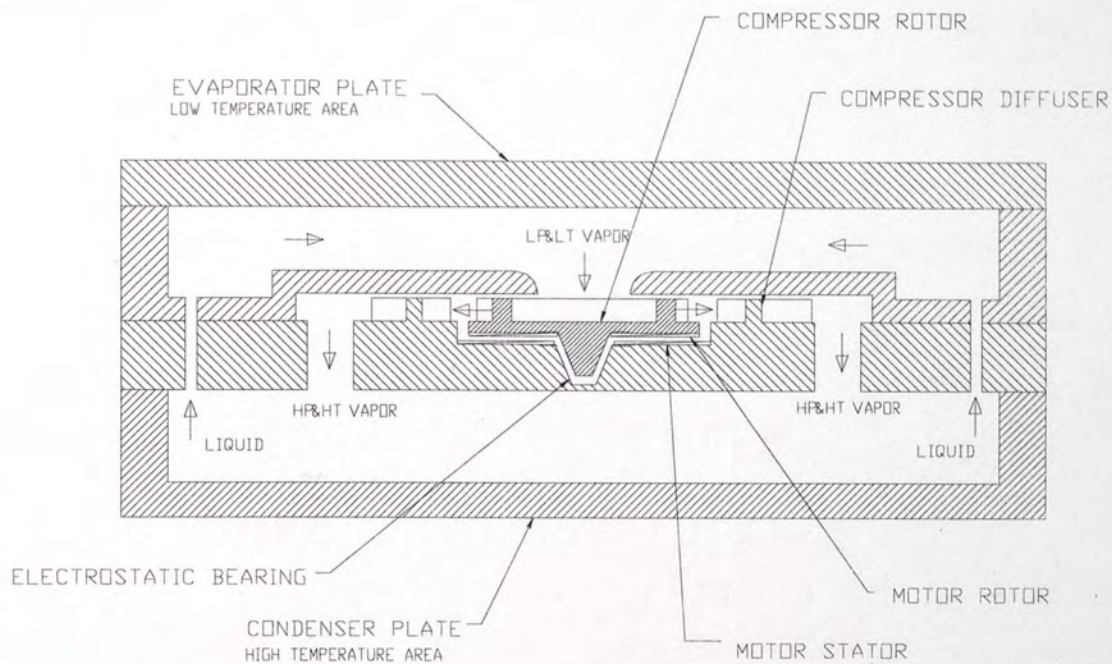 COMPRESSOR ROTOR
EVAPORATOR PLATE
LOW TEMPERATURE AREA
COMPRESSOR DIFFUSER
LP&LT VAPOR
HP&HT VAPOR
HP&HT VAPOR
LIQUID
LIQUID
ELECTROSTATIC BEARING
MOTOR ROTOR
CONDENSER PLATE
HIGH TEMPERATURE AREA
MOTOR STATOR